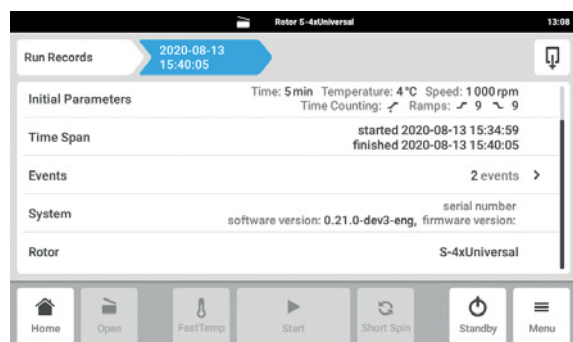 Rotor S-4xUniversal 13:08
Run Records
2020-08-13
15:40:05
Initial Parameters
Time: 5 min Temperature: 4°C Speed: 1000 rpm
Time Counting: Ramps: 9 9
Time Span
started 2020-08-13 15:34:59
finished 2020-08-13 15:40:05
Events 2 events
System
serial number
software version: 0.21.0-dev3-eng, firmware version:
Rotor S-4xUniversal
Home Open FastTemp Start Short Spin Standby Menu